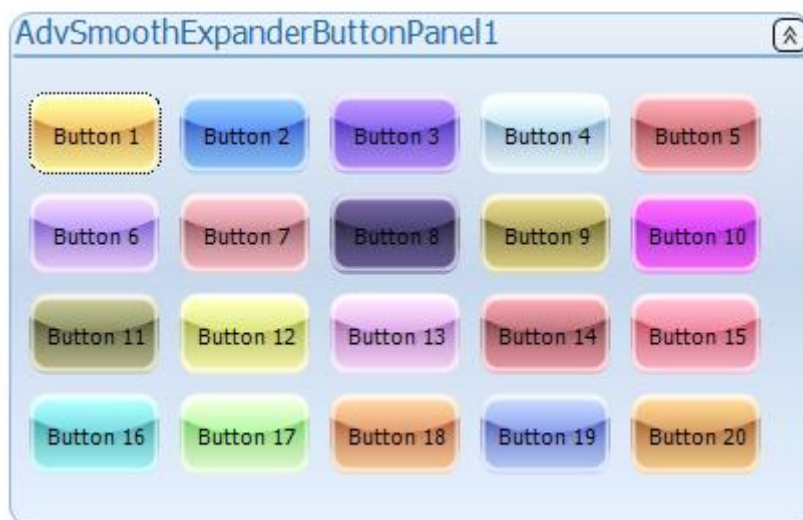 AdvSmoothExpanderButtonPanel1
Button 1 Button 2 Button 3 Button 4 Button 5
Button 6 Button 7 Button 8 Button 9 Button 10
Button 11 Button 12 Button 13 Button 14 Button 15
Button 16 Button 17 Button 18 Button 19 Button 20